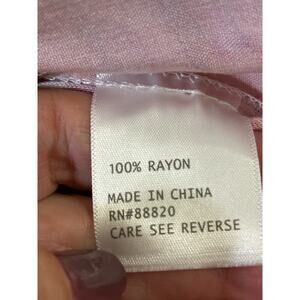 100% RAYON
MADE IN CHINA
RN#88820
CARE SEE REVERSE